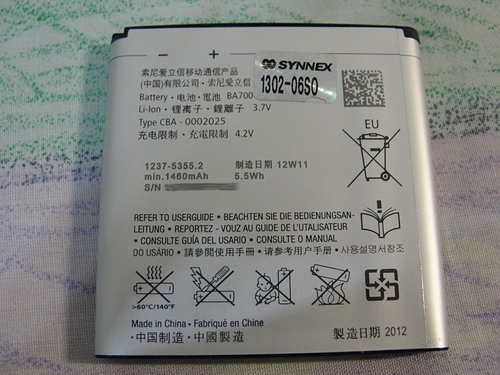 − +
SYNNEX
1302-06S0
索尼爱立信移动通信产品
(中国)有限公司·索尼爱立信
Battery·电池·電池 BA700
Li-Ion·锂离子·鋰離子 3.7V
Type CBA - 0002025
充电限制·充電限制 4.2V
EU
1237-5355.2 制造日期 12W11
min.1460mAh 5.5Wh
S/N
REFER TO USERGUIDE • BEACHTEN SIE DIE BEDIENUNGSAN-
LEITUNG • REPORTEZ - VOUZ AU GUIDE DE L'UTILISATEUR
• CONSULTE GUÍA DEL USARIO • CONSULTE O MANUAL
DO USÁRIO • 請參閱使用手冊 • 请参考用户手册 • 사용설명서참조
>60°C/140°F
Made in China · Fabriqué en Chine
·中国制造·中國製造
製造日期 2012